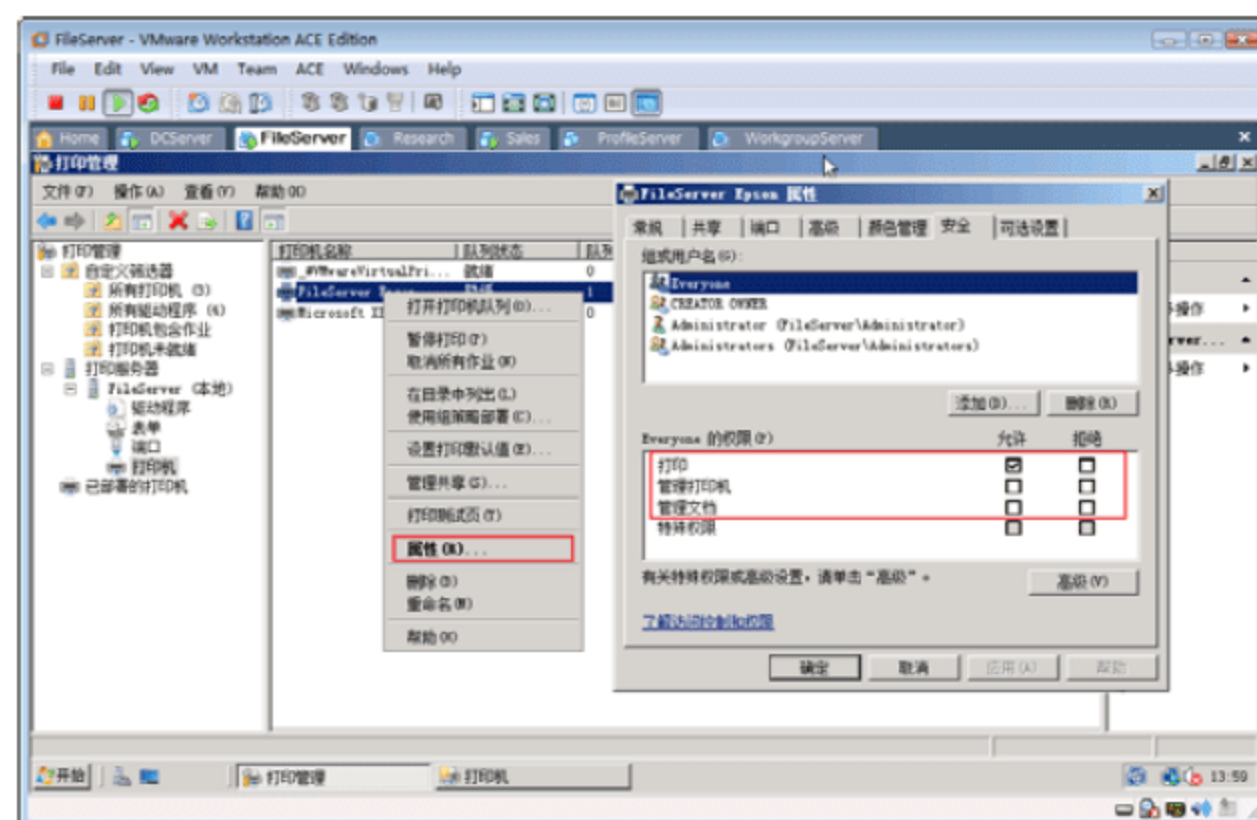 FileServer - VMware Workstation ACE Edition
File Edit View VM Team ACE Windows Help
Home DCServer FileServer Research Sales ProfileServer WorkgroupServer
打印管理
文件(F) 操作(A) 查看(V) 帮助(H)
打印管理
自定义筛选器
所有打印机 (3)
所有驱动程序 (4)
打印机包含作业
打印机未就绪
打印服务器
FileServer (本地)
驱动程序
表单
端口
打印机
已部署的打印机
打印机名称 队列状态
_#VMwareVirtualPri... 就绪 0
FileServer 1
Microsoft 0
打开打印机队列(O)...
暂停打印(P)
取消所有作业(N)
在目录中列出(L)
使用组策略部署(C)...
设置打印默认值(E)...
管理共享(G)...
打印测试页(T)
属性(R)...
删除(D)
重命名(M)
帮助(H)
FileServer Epson 属性
常规 共享 端口 高级 颜色管理 安全 可选设置
组或用户名(G):
Everyone
CREATOR OWNER
Administrator (FileServer\Administrator)
Administrators (FileServer\Administrators)
添加(D)... 删除(R)
Everyone 的权限(P) 允许 拒绝
打印
管理打印机
管理文档
特殊权限
有关特殊权限或高级设置，请单击“高级”。
高级(V)
了解访问控制和权限
确定 取消 应用(A) 帮助
操作
rver...
操作
开始 打印管理 打印机 13:59